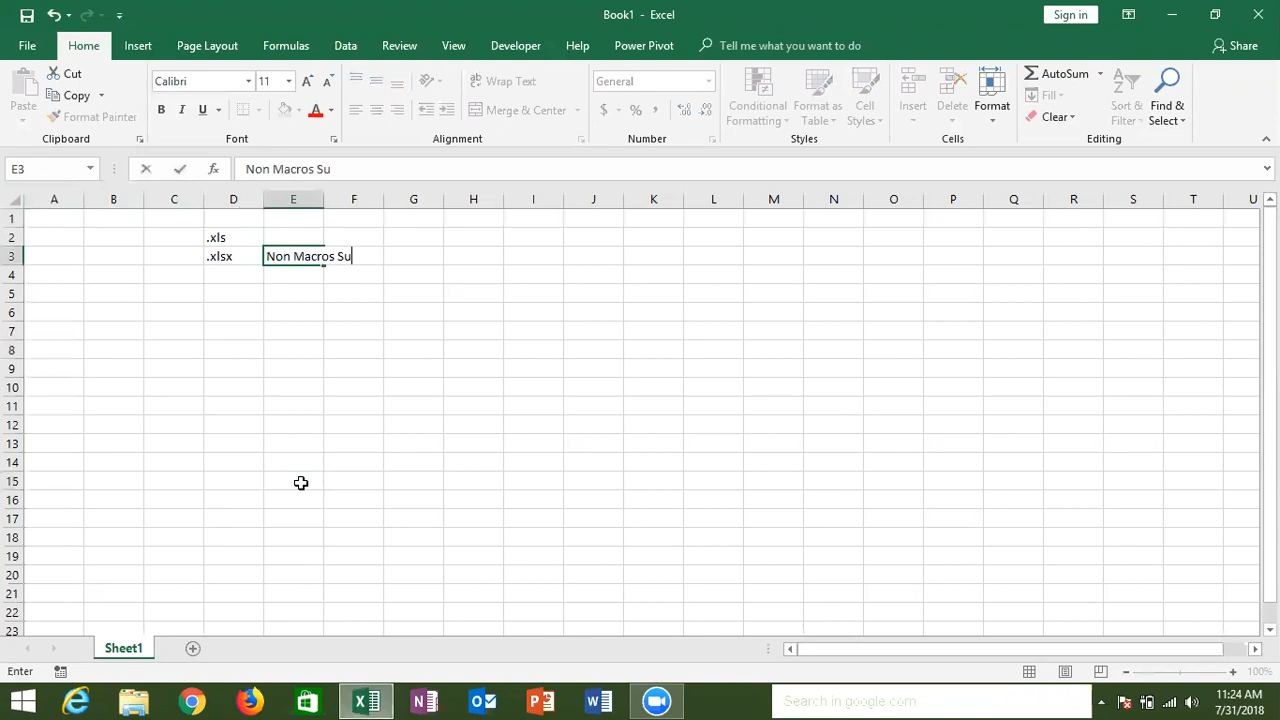 Book1 - Excel
Sign in
File Home Insert Page Layout Formulas Data Review View Developer Help Power Pivot Tell me what you want to do Share
Paste
Cut
Copy
Format Painter
Clipboard
Calibri 11
B I U
Font
Wrap Text
Merge & Center
Alignment
General
$ % ,
Number
Conditional Formatting
Format as Table
Cell Styles
Styles
Insert
Delete
Format
Cells
AutoSum
Fill
Clear
Sort & Filter
Find & Select
Editing
E3 fx Non Macros Su
A B C D E F G H I J K L M N O P Q R S T U
1
2 .xls
3 .xlsx Non Macros Su
4
5
6
7
8
9
10
11
12
13
14
15
16
17
18
19
20
21
22
23
Sheet1
Enter 100%
Search in google.com
11:24 AM
7/31/2018